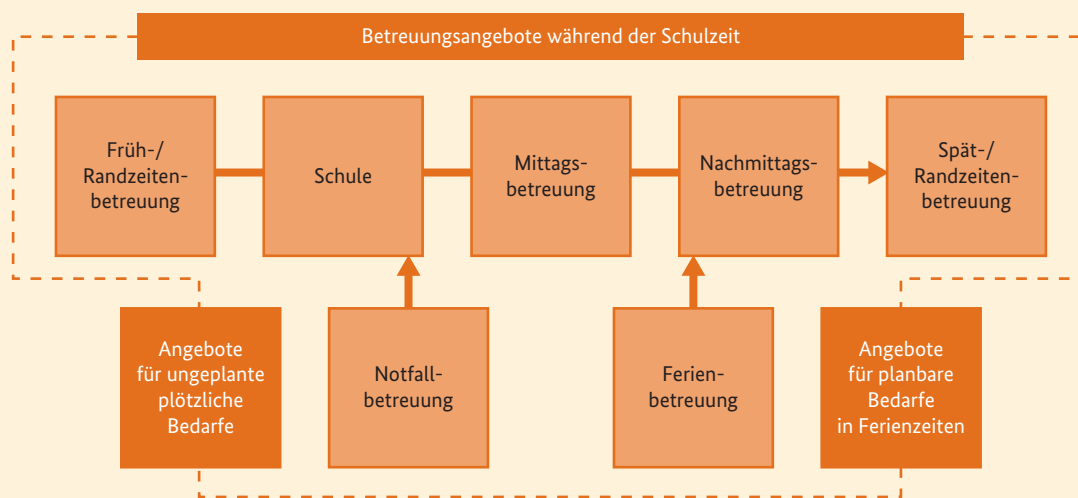 Betreuungsangebote während der Schulzeit
Früh-/
Randzeiten-
betreuung
Schule
Mittags-
betreuung
Nachmittags-
betreuung
Spät-/
Randzeiten-
betreuung
Angebote
für ungeplante
plötzliche
Bedarfe
Notfall-
betreuung
Ferien-
betreuung
Angebote
für planbare
Bedarfe
in Ferienzeiten